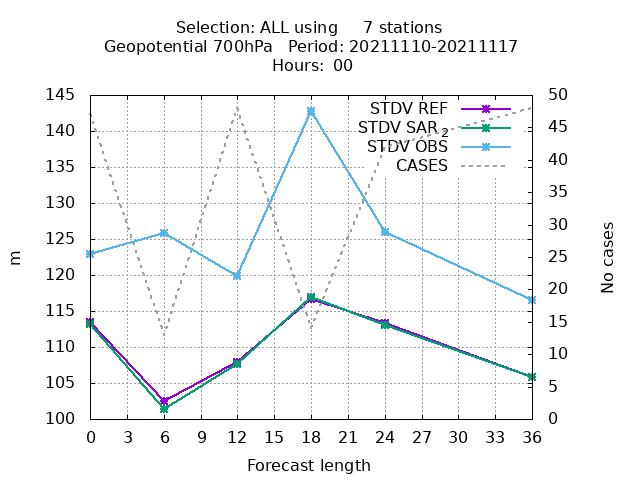 Selection: ALL using 7 stations
Geopotential 700hPa Period: 20211110-20211117
Hours: 00
STDV REF
STDV SAR 2
STDV OBS
CASES
145
140
135
130
125
120
115
110
105
100
m
50
45
40
35
30
25
20
15
10
5
0
No cases
0 3 6 9 12 15 18 21 24 27 30 33 36
Forecast length